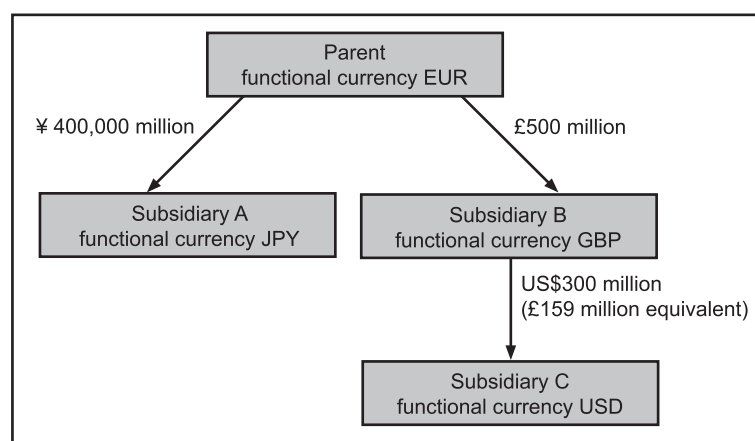 Parent
functional currency EUR
¥ 400,000 million
£500 million
Subsidiary A
functional currency JPY
Subsidiary B
functional currency GBP
US$300 million
(£159 million equivalent)
Subsidiary C
functional currency USD